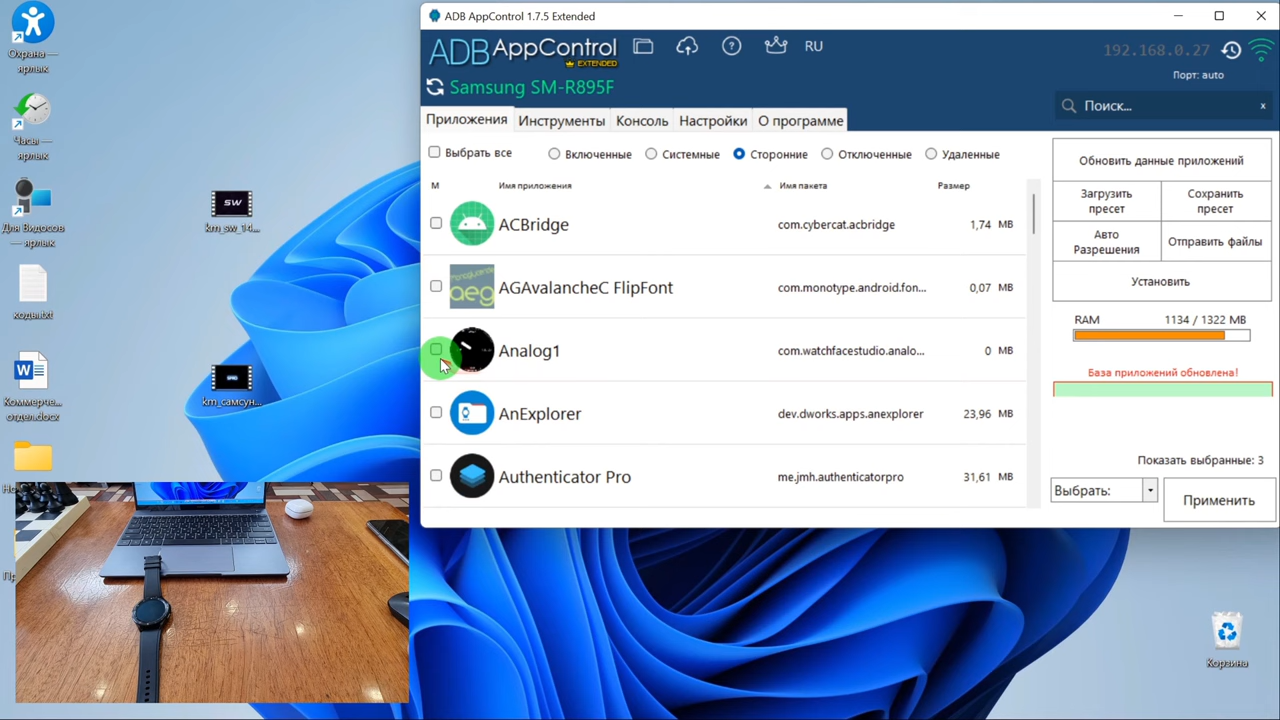 Охрана —
ярлык
Часы —
ярлык
Для Видосов
— ярлык
коды.txt
Коммерче...
отдел.docx
SW
km_sw_14...
km_самсун...
Корзина
ADB AppControl 1.7.5 Extended
ADB AppControl
EXTENDED
RU
192.168.0.27
Порт: auto
Samsung SM-R895F
Поиск...
x
Приложения
Инструменты
Консоль
Настройки
О программе
Выбрать все
Включенные
Системные
Сторонние
Отключенные
Удаленные
М
Имя приложения
Имя пакета
Размер
ACBridge
com.cybercat.acbridge
1,74 MB
monotype
aeg
AGAvalancheC FlipFont
com.monotype.android.fon...
0,07 MB
Analog1
com.watchfacestudio.analo...
0 MB
AnExplorer
dev.dworks.apps.anexplorer
23,96 MB
Authenticator Pro
me.jmh.authenticatorpro
31,61 MB
Обновить данные приложений
Загрузить
пресет
Сохранить
пресет
Авто
Разрешения
Отправить файлы
Установить
RAM
1134 / 1322 MB
База приложений обновлена!
Показать выбранные: 3
Выбрать:
Применить